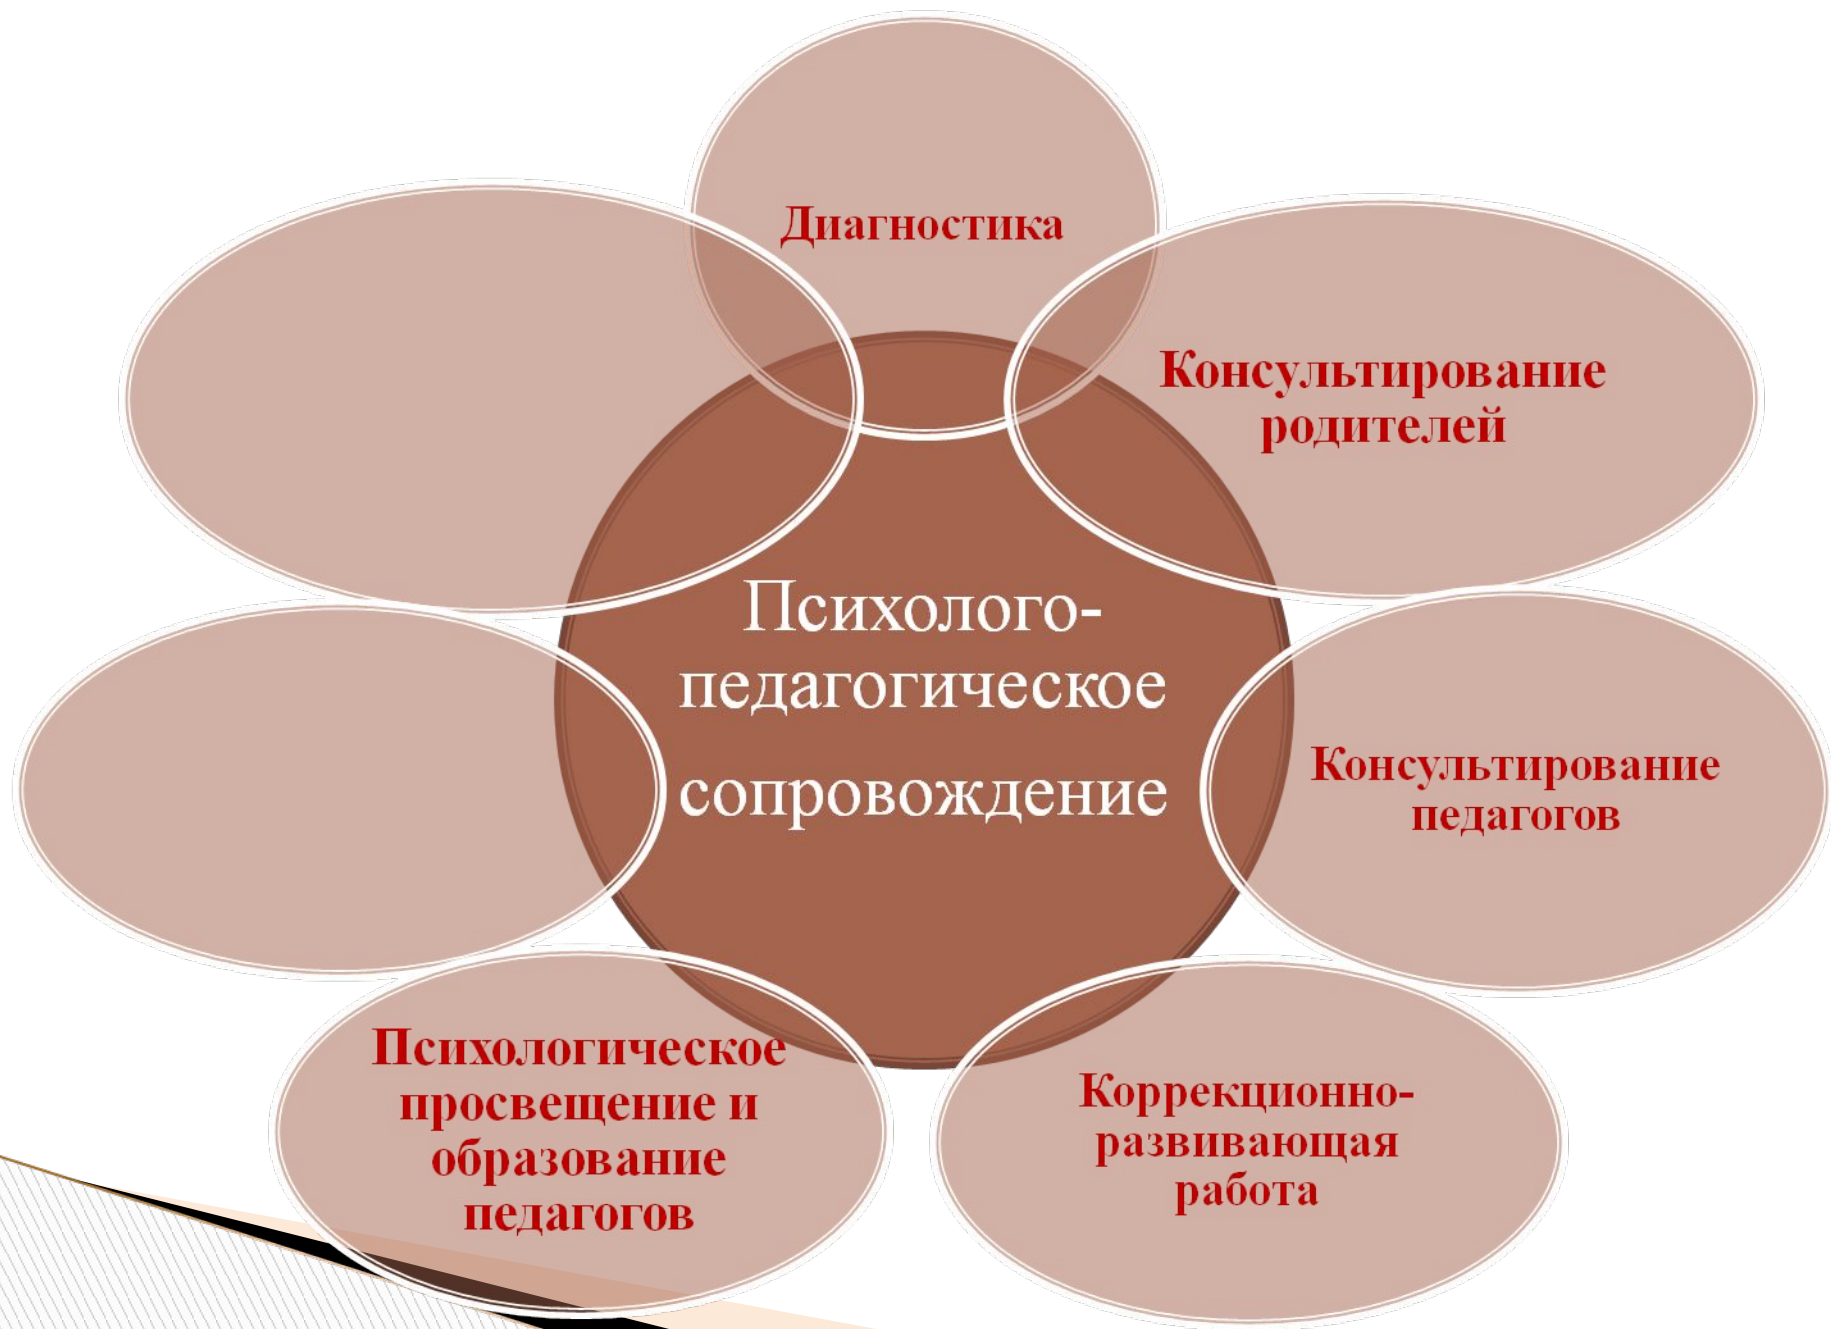 Диагностика
Консультирование
родителей
Психолого-
педагогическое
сопровождение
Консультирование
педагогов
Психологическое
просвещение и
образование
педагогов
Коррекционно-
развивающая
работа